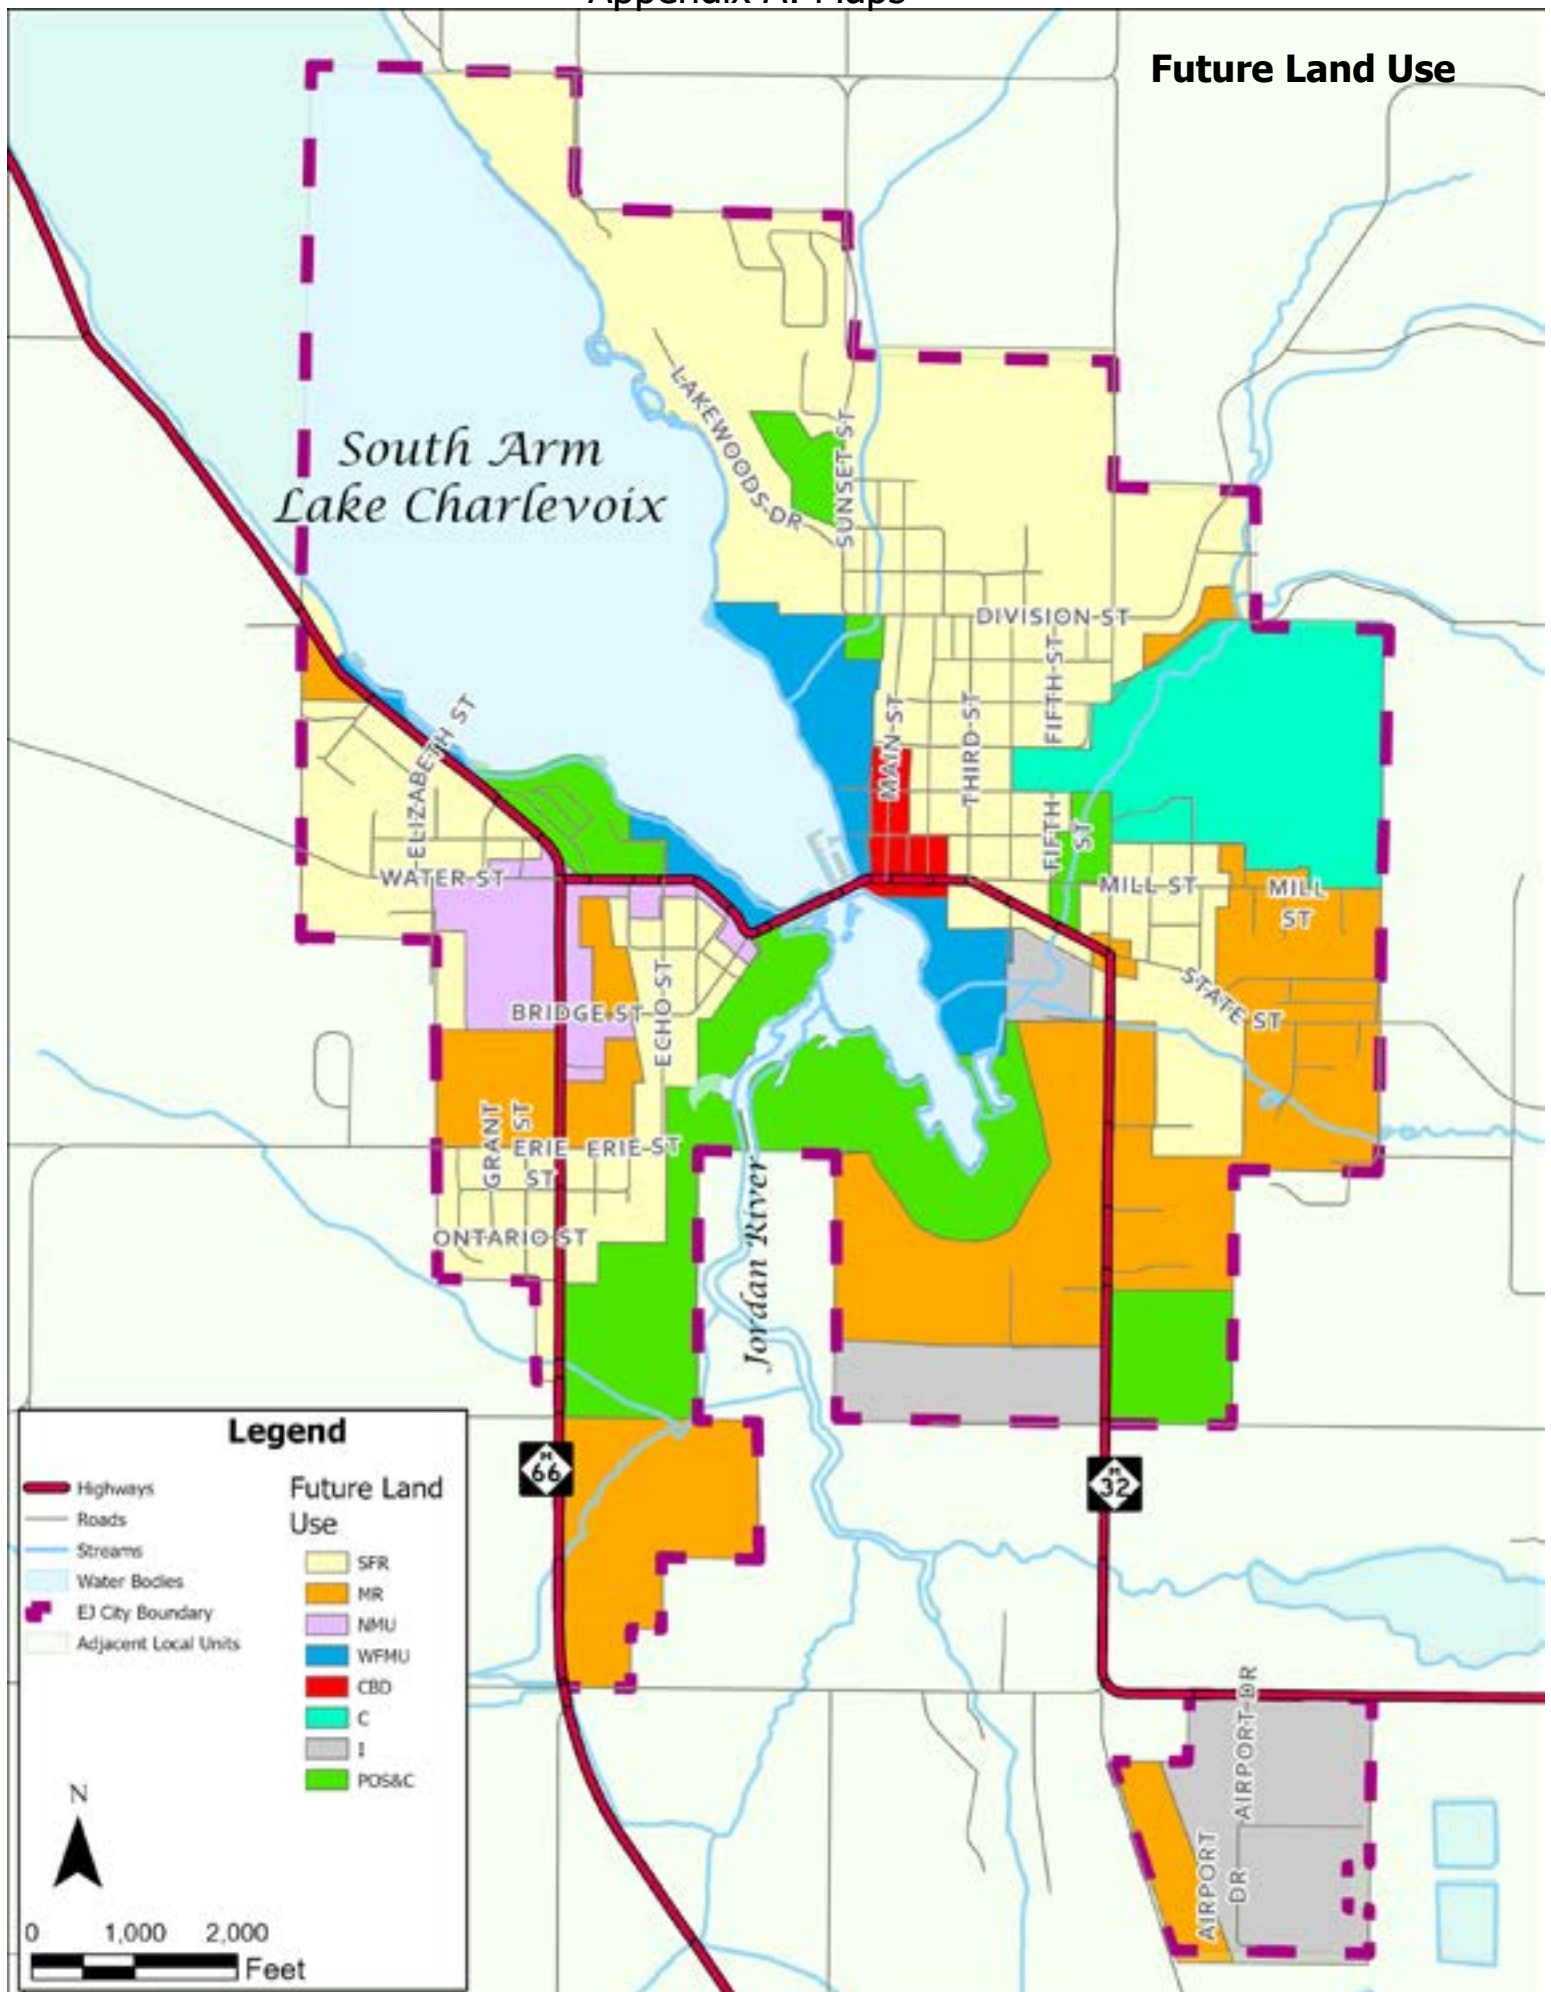 Appendix A: Maps
Future Land Use
South Arm
Lake Charlevoix
LAKEWOODS DR
SUNSET ST
DIVISION ST
FIFTH ST
MAIN ST
THIRD ST
FIFTH
ST
ELIZABETH ST
WATER ST
MILL ST
MILL
ST
STATE ST
BRIDGE ST
ECHO ST
GRANT
ST
ERIE
ST
ERIE ST
ONTARIO ST
Jordan River
M
66
M
32
AIRPORT DR
AIRPORT
DR
Legend
Highways
Roads
Streams
Water Bodies
EJ City Boundary
Adjacent Local Units
Future Land
Use
SFR
MR
NMU
WFMU
CBD
C
I
POS&C
N
0 1,000 2,000
Feet